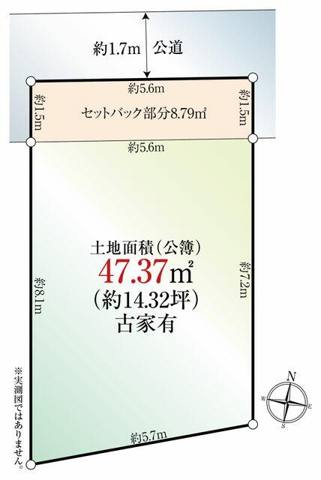 約1.7m 公道
約5.6m
約1.5m
セットバック部分8.79㎡
約1.5m
約5.6m
土地面積(公簿)
47.37㎡
(約14.32坪)
古家有
約8.1m
約7.2m
約5.7m
※実測図ではありません。
N
W
E
S